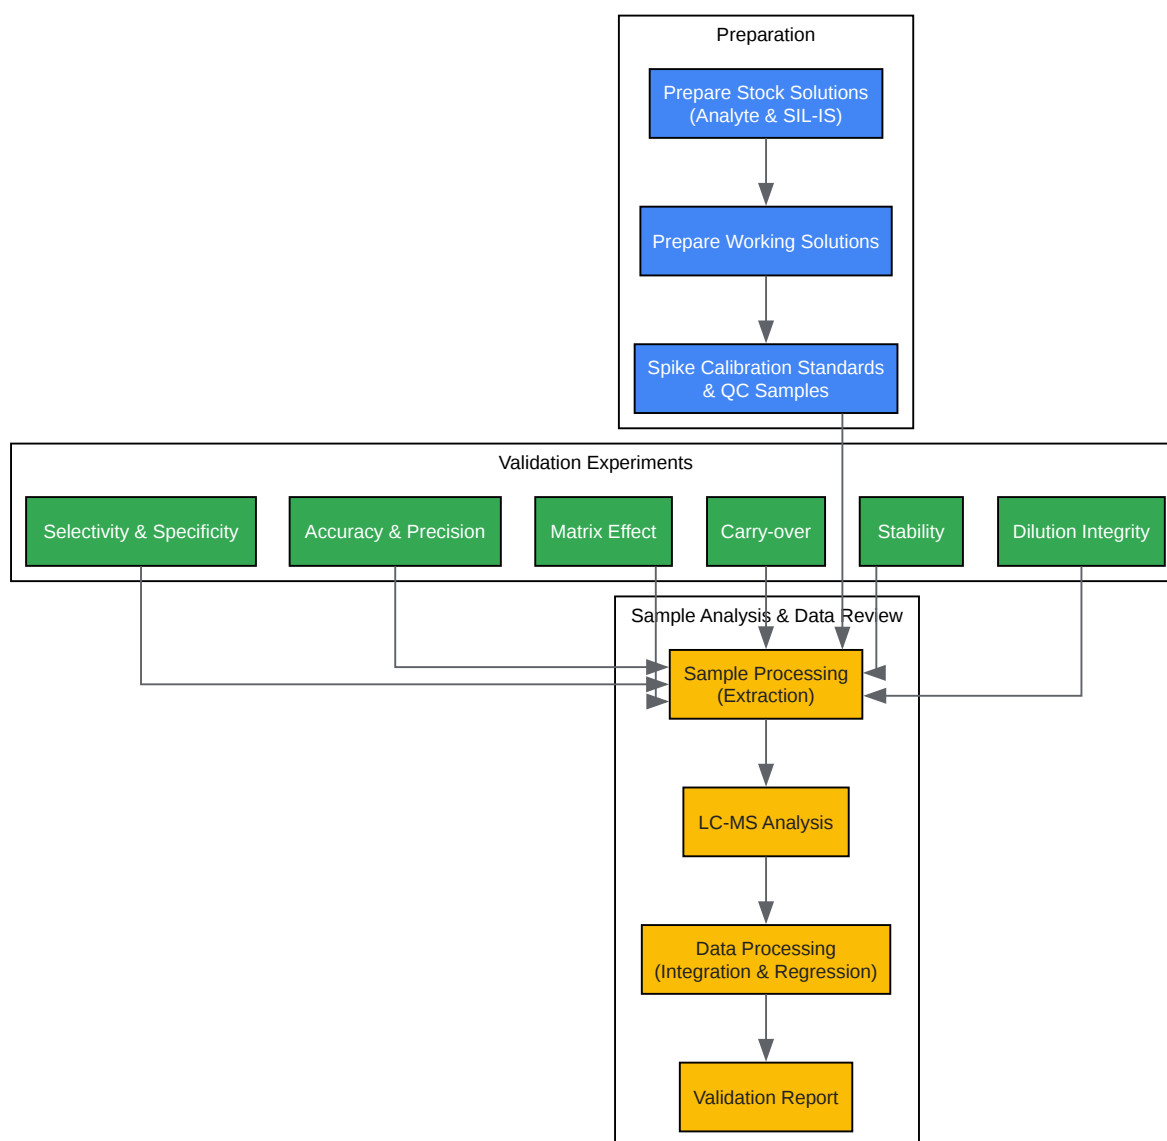 Preparation
Prepare Stock Solutions
(Analyte & SIL-IS)
Prepare Working Solutions
Spike Calibration Standards
& QC Samples
Validation Experiments
Selectivity & Specificity
Accuracy & Precision
Matrix Effect
Carry-over
Stability
Dilution Integrity
Sample Analysis & Data Review
Sample Processing
(Extraction)
LC-MS Analysis
Data Processing
(Integration & Regression)
Validation Report